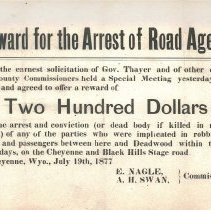 ward for the Arrest of Road Age
the earnest solicitation of Gov. Thayer and of other c
ounty Commissioners held a Special Meeting yesterday
and agreed to offer a reward of
Two Hundred Dollars
he arrest and conviction (or dead body if killed in m
) of any of the parties who were implicated in robb
and passengers between here and Deadwood within th
days, on the Cheyenne and Black Hills Stage road
eyenne, Wyo., July 19th, 1877
E. NAGLE,
A. H. SWAN,
Commis